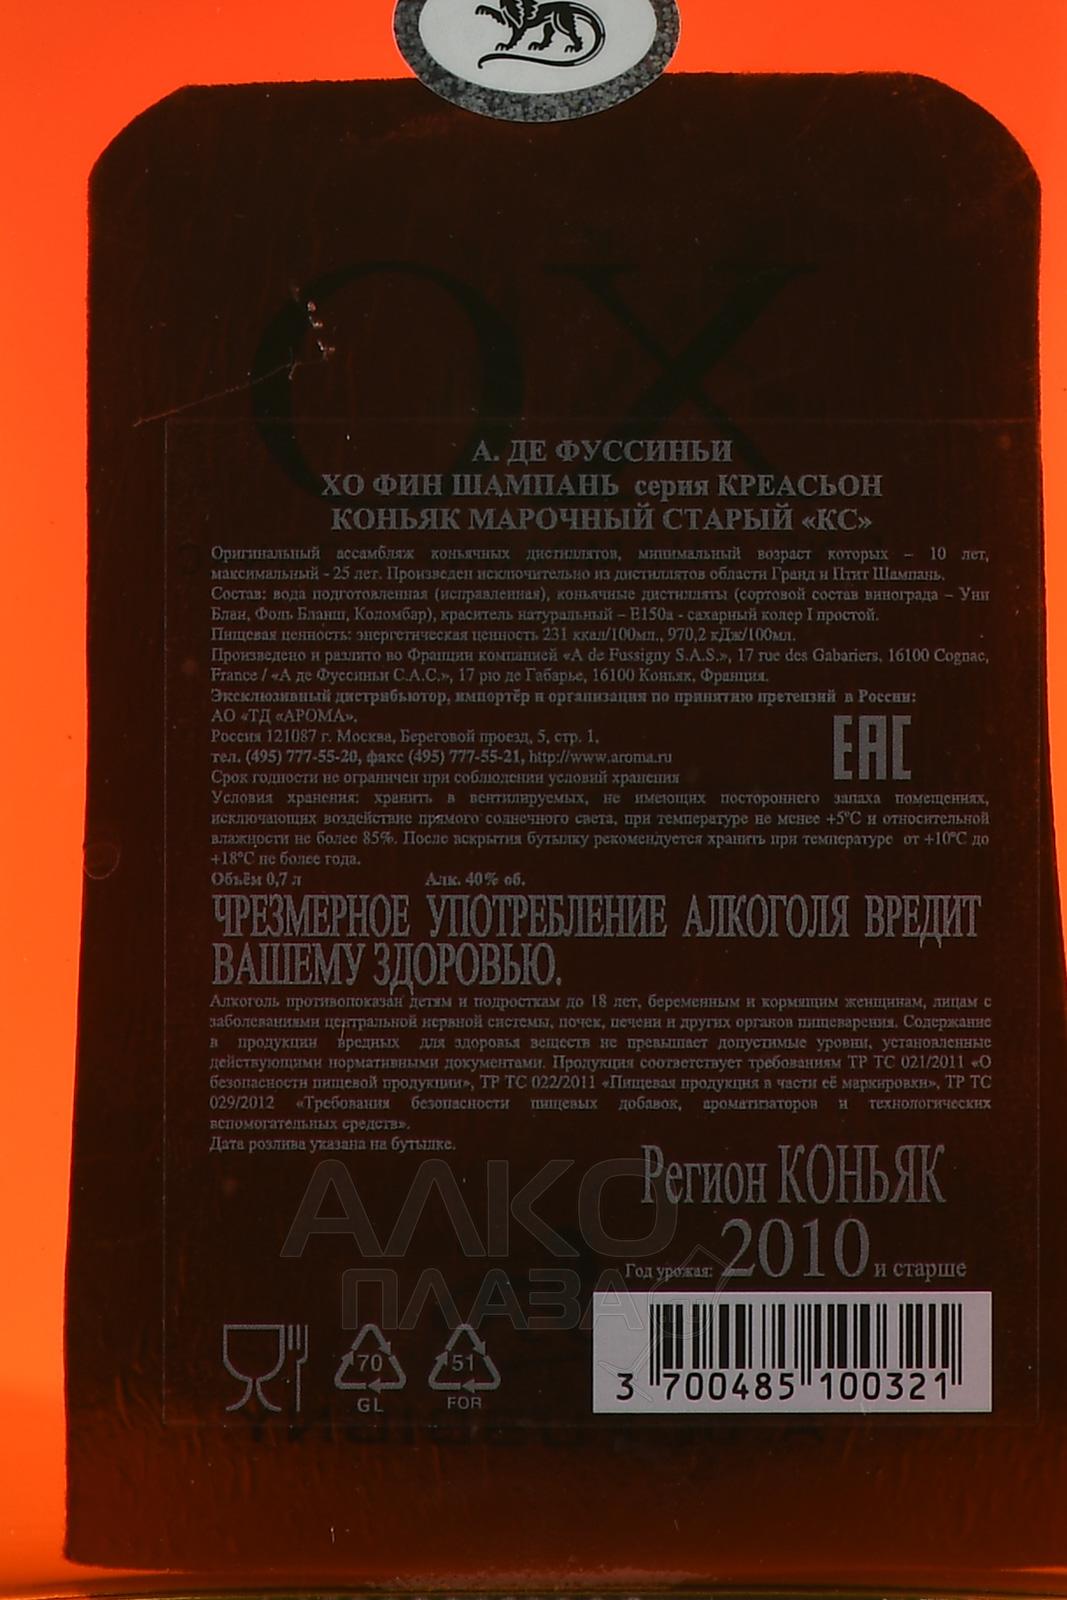 А. ДЕ ФУССИНЬИ
ХО ФИН ШАМПАНЬ серия КРЕАСЬОН
КОНЬЯК МАРОЧНЫЙ СТАРЫЙ «КС»
Оригинальный ассамбляж коньячных дистиллятов, минимальный возраст которых – 10 лет,
максимальный - 25 лет. Произведен исключительно из дистиллятов области Гранд и Птит Шампань.
Состав: вода подготовленная (исправленная), коньячные дистилляты (сортовой состав винограда – Уни
Блан, Фоль Бланш, Коломбар), краситель натуральный – Е150а - сахарный колер I простой.
Пищевая ценность: энергетическая ценность 231 ккал/100мл., 970,2 кДж/100мл.
Произведено и разлито во Франции компанией «A de Fussigny S.A.S.», 17 rue des Gabariers, 16100 Cognac,
France / «А де Фуссиньи С.А.С.», 17 рю де Габарье, 16100 Коньяк, Франция.
Эксклюзивный дистрибьютор, импортёр и организация по принятию претензий в России:
АО «ТД «АРОМА»,
Россия 121087 г. Москва, Береговой проезд, 5, стр. 1,
тел. (495) 777-55-20, факс (495) 777-55-21, http://www.aroma.ru
ЕАС
Срок годности не ограничен при соблюдении условий хранения
Условия хранения: хранить в вентилируемых, не имеющих постороннего запаха помещениях,
исключающих воздействие прямого солнечного света, при температуре не менее +5ºС и относительной
влажности не более 85%. После вскрытия бутылку рекомендуется хранить при температуре от +10ºС до
+18ºС не более года.
Объём 0,7 л Алк. 40% об.
ЧРЕЗМЕРНОЕ УПОТРЕБЛЕНИЕ АЛКОГОЛЯ ВРЕДИТ
ВАШЕМУ ЗДОРОВЬЮ.
Алкоголь противопоказан детям и подросткам до 18 лет, беременным и кормящим женщинам, лицам с
заболеваниями центральной нервной системы, почек, печени и других органов пищеварения. Содержание
в продукции вредных для здоровья веществ не превышает допустимые уровни, установленные
действующими нормативными документами. Продукция соответствует требованиям ТР ТС 021/2011 «О
безопасности пищевой продукции», ТР ТС 022/2011 «Пищевая продукция в части её маркировки», ТР ТС
029/2012 «Требования безопасности пищевых добавок, ароматизаторов и технологических
вспомогательных средств».
Дата розлива указана на бутылке.
Регион КОНЬЯК
Год урожая: 2010 и старше
АЛКО
ПЛАЗА
70
GL
51
FOR
3 700485 100321
XO